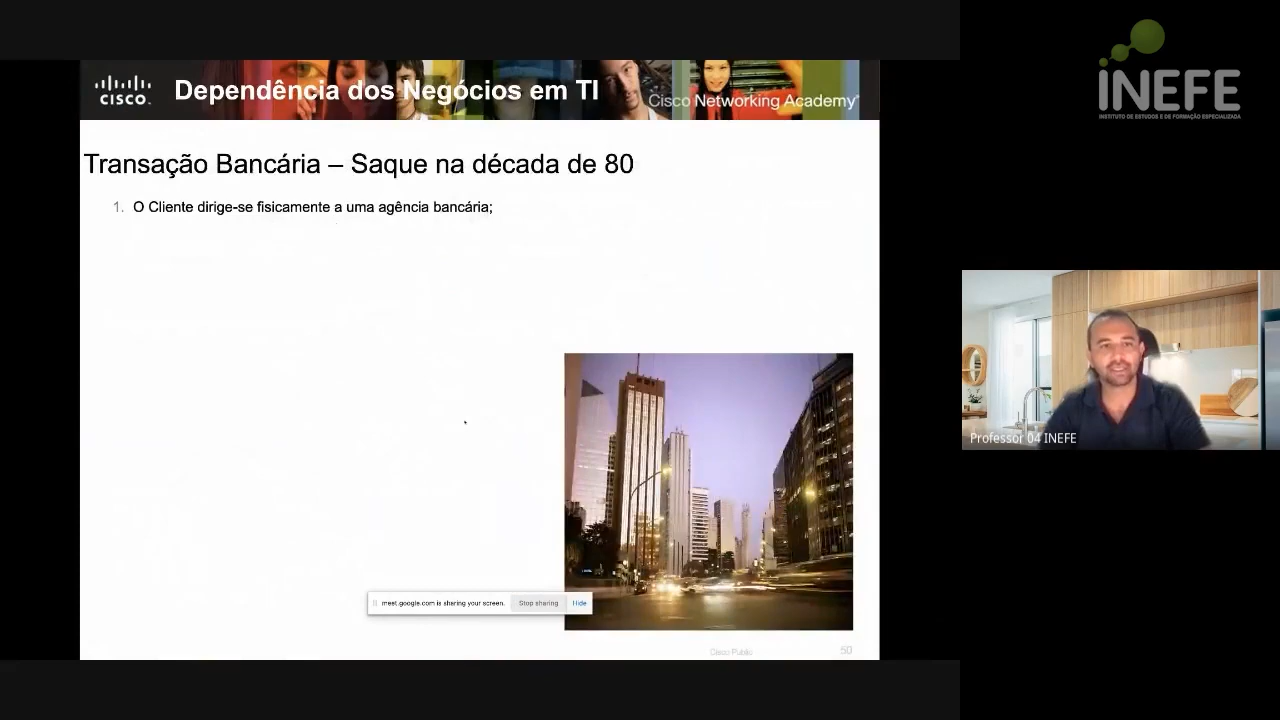 CISCO
Dependência dos Negócios em TI
Cisco Networking Academy
INEFE
INSTITUTO DE ESTUDOS E DE FORMAÇÃO ESPECIALIZADA
Transação Bancária – Saque na década de 80
1. O Cliente dirige-se fisicamente a uma agência bancária;
Professor 04 INEFE
meet.google.com is sharing your screen. Stop sharing Hide
Cisco Public 50